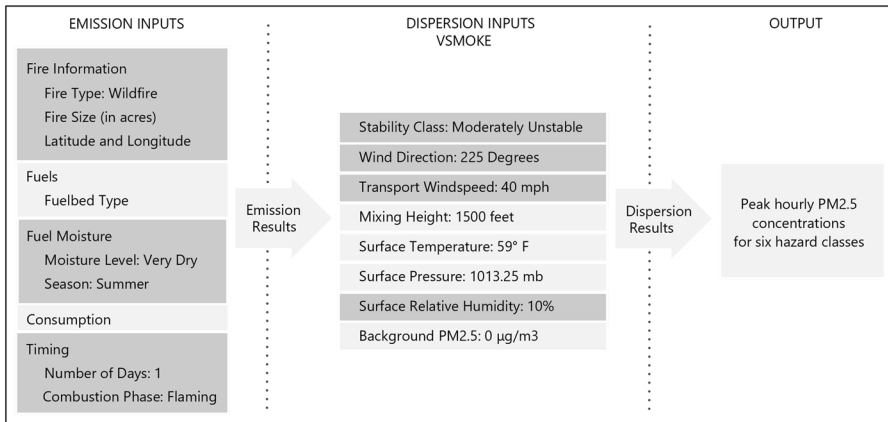 EMISSION INPUTS
Fire Information
Fire Type: Wildfire
Fire Size (in acres)
Latitude and Longitude
Fuels
Fuelbed Type
Fuel Moisture
Moisture Level: Very Dry
Season: Summer
Consumption
Timing
Number of Days: 1
Combustion Phase: Flaming
Emission
Results
DISPERSION INPUTS
VSMOKE
Stability Class: Moderately Unstable
Wind Direction: 225 Degrees
Transport Windspeed: 40 mph
Mixing Height: 1500 feet
Surface Temperature: 59° F
Surface Pressure: 1013.25 mb
Surface Relative Humidity: 10%
Background PM2.5: 0 µg/m3
Dispersion
Results
OUTPUT
Peak hourly PM2.5
concentrations
for six hazard classes